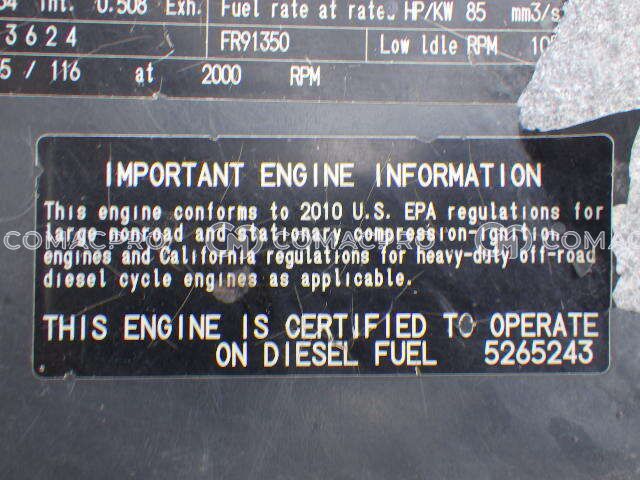 Int. 0.508 Exh. Fuel rate at rated HP/KW 85 mm3/s
3624 FR91350 Low Idle RPM
5 / 116 at 2000 RPM
IMPORTANT ENGINE INFORMATION
This engine conforms to 2010 U.S. EPA regulations for
large nonroad and stationary compression-ignition
engines and California regulations for heavy-duty off-road
diesel cycle engines as applicable.
THIS ENGINE IS CERTIFIED TO OPERATE
ON DIESEL FUEL 5265243
COMACPRO COMACPRO COMACPRO